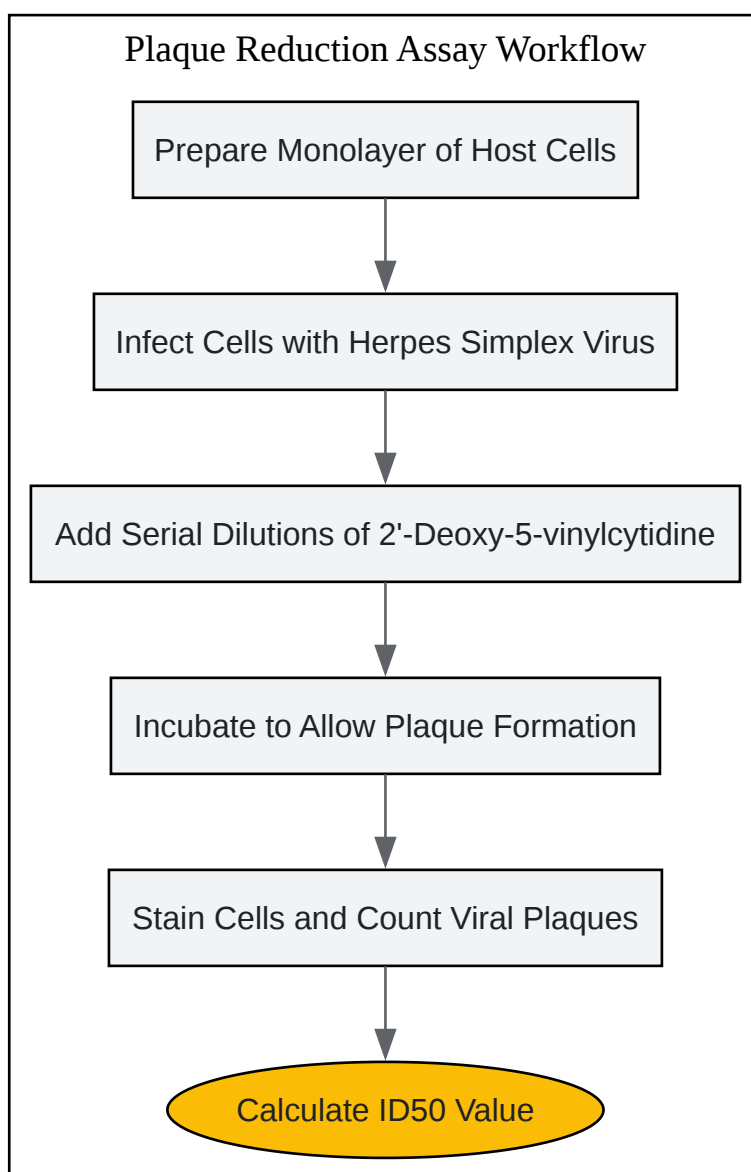 Plaque Reduction Assay Workflow
Prepare Monolayer of Host Cells
Infect Cells with Herpes Simplex Virus
Add Serial Dilutions of 2'-Deoxy-5-vinylcytidine
Incubate to Allow Plaque Formation
Stain Cells and Count Viral Plaques
Calculate ID50 Value